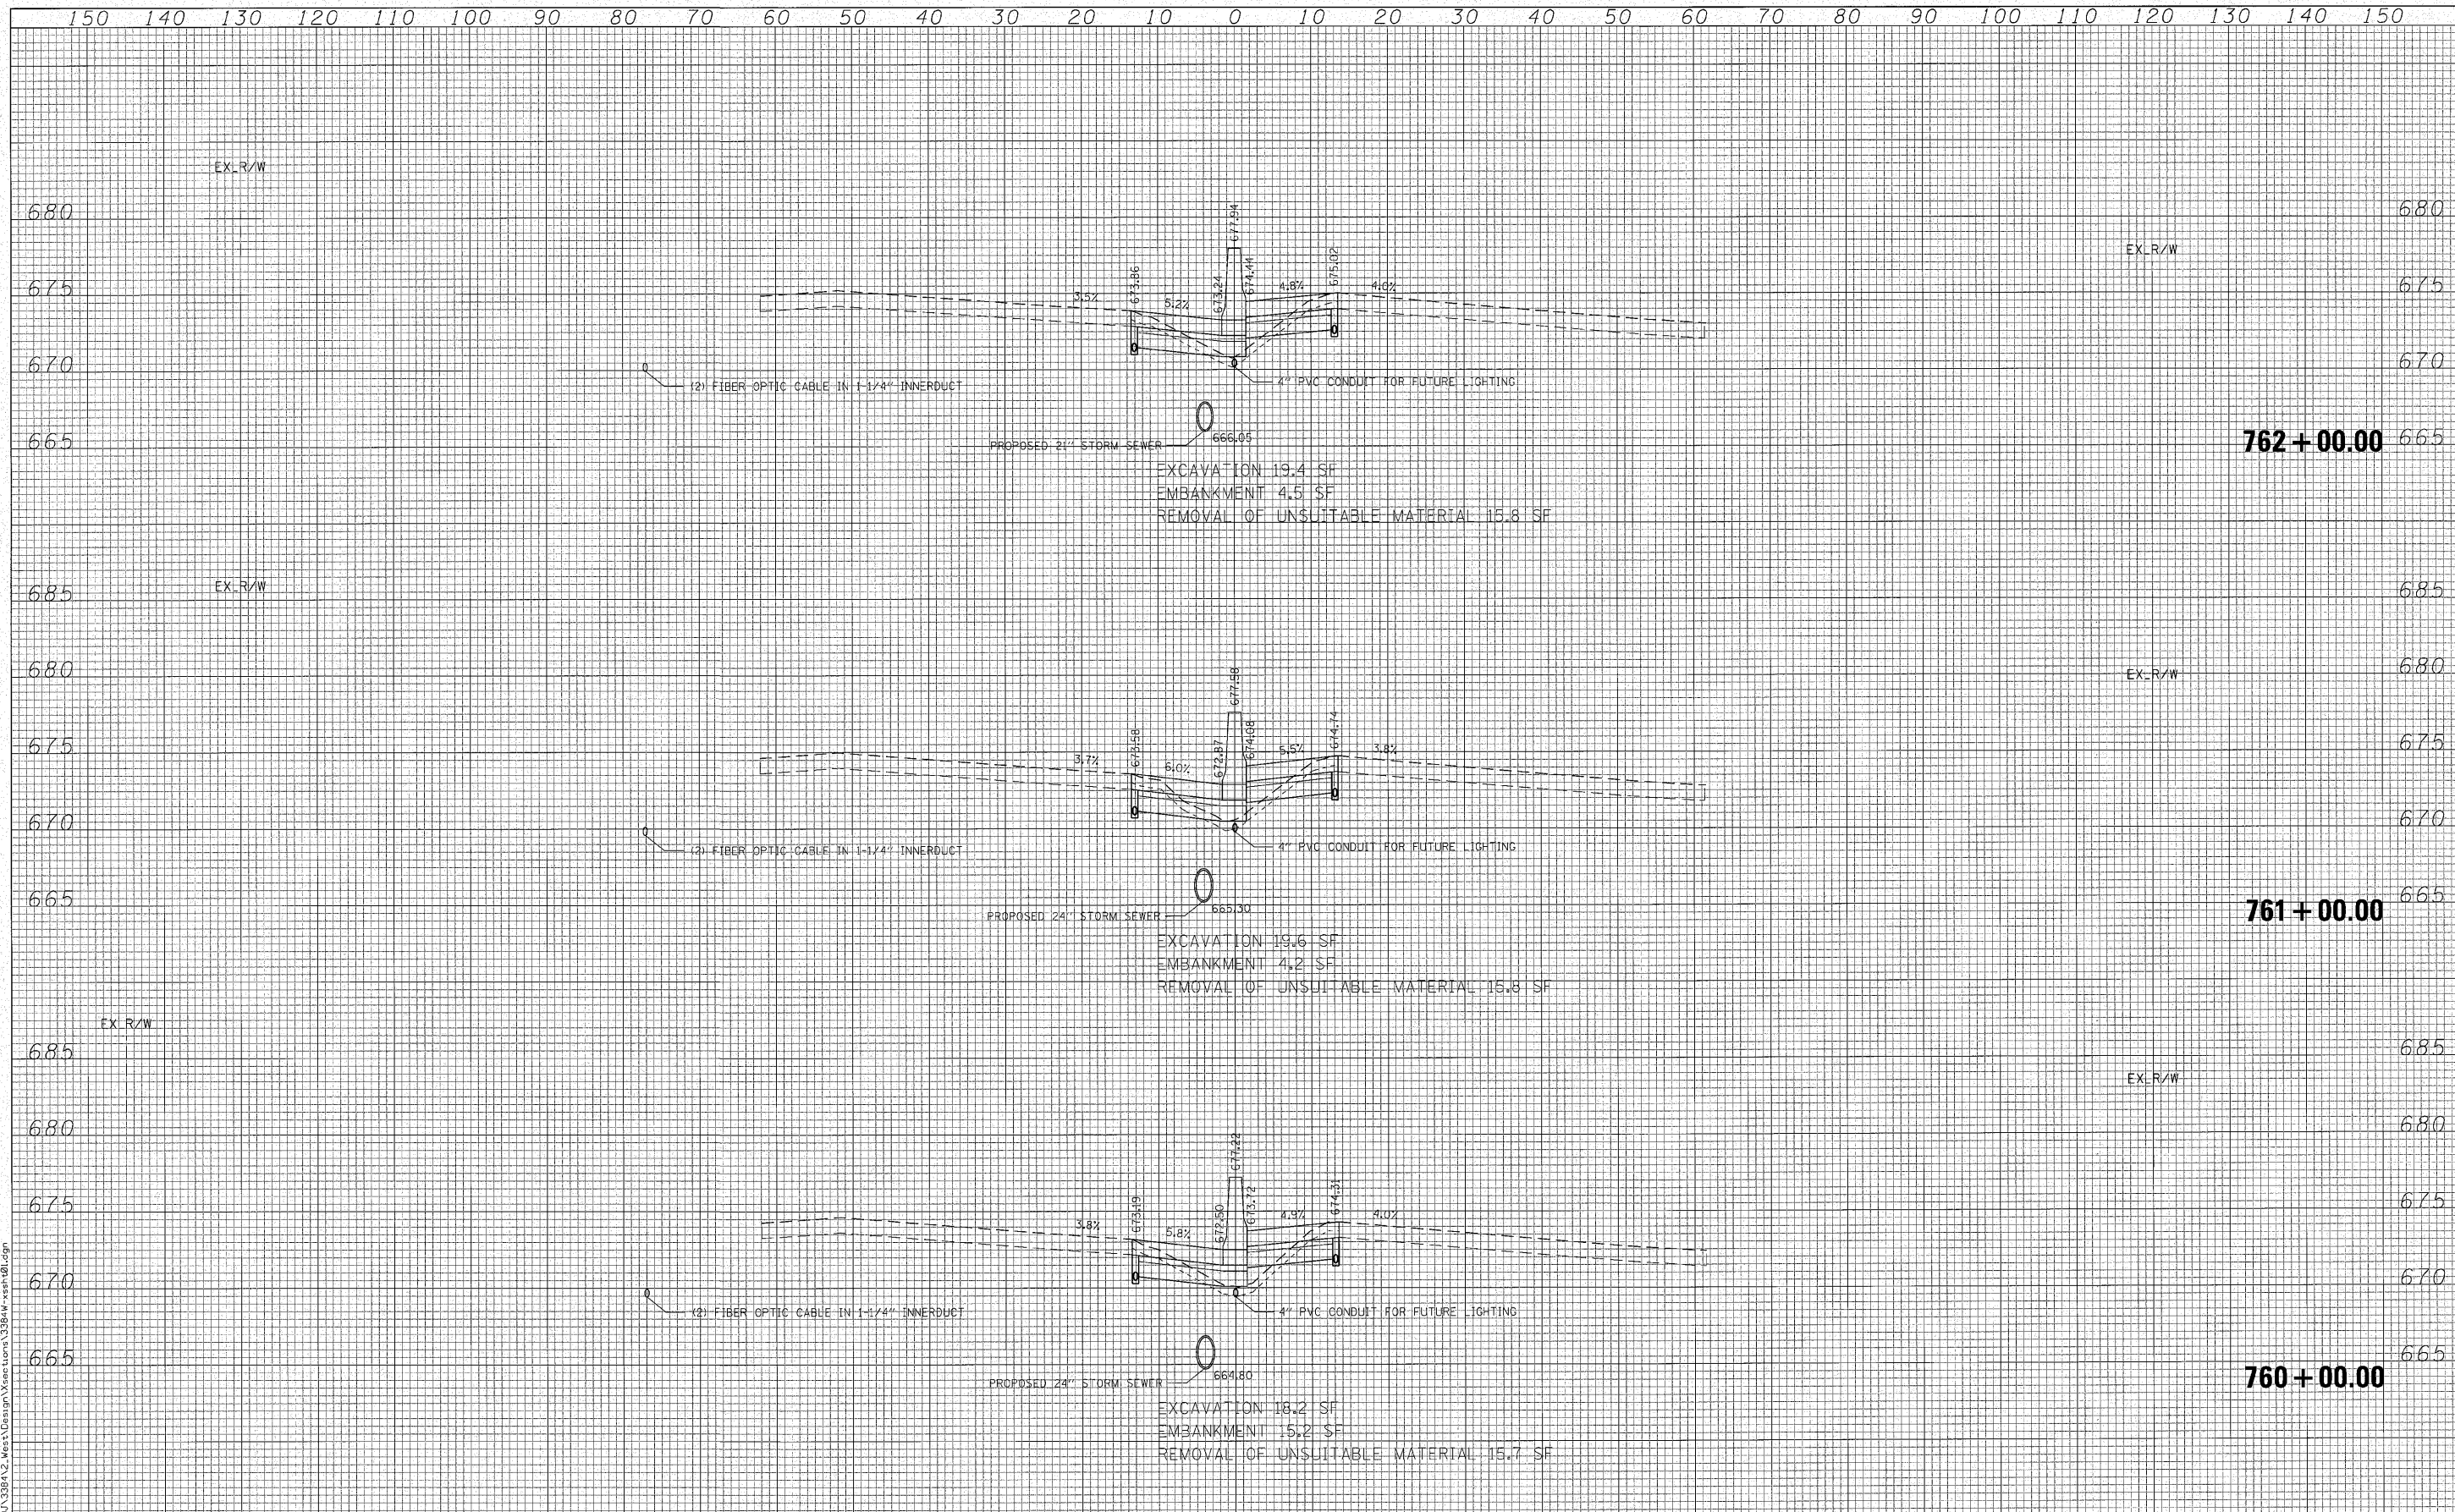 150 140 130 120 110 100 90 80 70 60 50 40 30 20 10 0 10 20 30 40 50 60 70 80 90 100 110 120 130 140 150
EX_R/W
680 680
677.94
EX_R/W
673.86 673.24 674.44 675.02
675 3.5% 5.2% 4.8% 4.0% 675
670 670
(2) FIBER OPTIC CABLE IN 1-1/4" INNERDUCT 4" PVC CONDUIT FOR FUTURE LIGHTING
665 PROPOSED 21" STORM SEWER 666.05 762+00.00 665
EXCAVATION 19.4 SF
EMBANKMENT 4.5 SF
REMOVAL OF UNSUITABLE MATERIAL 15.8 SF
685 EX_R/W 685
680 680
EX_R/W
677.58
673.58 672.87 674.08 674.74
675 3.7% 6.0% 5.5% 3.8% 675
670 670
(2) FIBER OPTIC CABLE IN 1-1/4" INNERDUCT 4" PVC CONDUIT FOR FUTURE LIGHTING
665 665
PROPOSED 24" STORM SEWER 665.30 761+00.00
EXCAVATION 19.6 SF
EMBANKMENT 4.2 SF
REMOVAL OF UNSUITABLE MATERIAL 15.8 SF
EX_R/W
685 685
EX_R/W
680 680
677.22
673.19 672.50 673.72 674.31
675 3.8% 5.8% 4.9% 4.0% 675
670 670
(2) FIBER OPTIC CABLE IN 1-1/4" INNERDUCT 4" PVC CONDUIT FOR FUTURE LIGHTING
665 665
PROPOSED 24" STORM SEWER 664.80 760+00.00
EXCAVATION 18.2 SF
EMBANKMENT 15.2 SF
REMOVAL OF UNSUITABLE MATERIAL 15.7 SF
\3384\2_West\Design\Xsections\3384W-xssht01.dgn